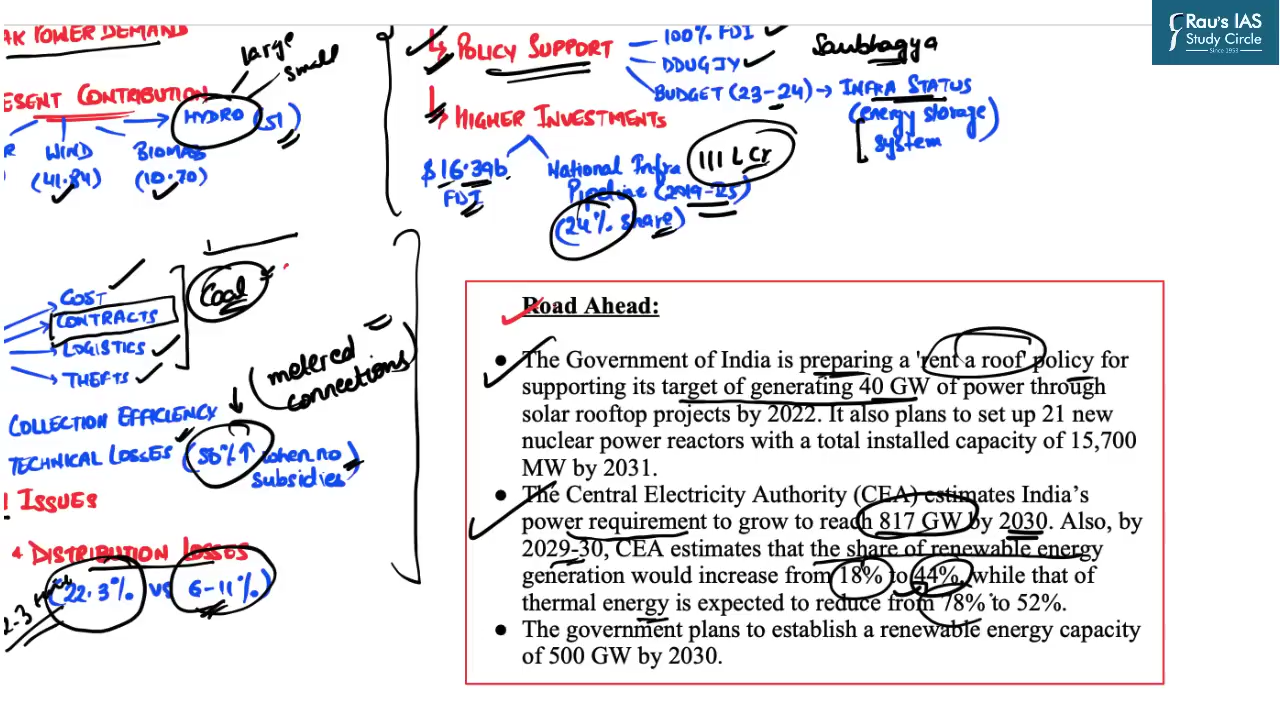 Rau's IAS
Study Circle
Since 1953
AK POWER DEMAND
large
small
ESENT CONTRIBUTION
HYDRO (51)
WIND
(41.84)
BIOMAS
(10.70)
POLICY SUPPORT
100% FDI
DDUGJY
Saubhagya
BUDGET (23-24) → INFRA STATUS
(energy storage
system
HIGHER INVESTMENTS
$16.39b
FDI
National Infra
Pipeline (2019-25)
(24% share)
111 L Cr
COST
CONTRACTS
LOGISTICS
THEFTS
Coal
(metered
connections)
COLLECTION EFFICIENCY
TECHNICAL LOSSES (50%↑ when no
subsidies)
ISSUES
DISTRIBUTION LOSSES
(22.3% vs 6-11%)
2-3
Road Ahead:
● The Government of India is preparing a 'rent a roof' policy for
supporting its target of generating 40 GW of power through
solar rooftop projects by 2022. It also plans to set up 21 new
nuclear power reactors with a total installed capacity of 15,700
MW by 2031.
● The Central Electricity Authority (CEA) estimates India's
power requirement to grow to reach 817 GW by 2030. Also, by
2029-30, CEA estimates that the share of renewable energy
generation would increase from 18% to 44%, while that of
thermal energy is expected to reduce from 78% to 52%.
● The government plans to establish a renewable energy capacity
of 500 GW by 2030.